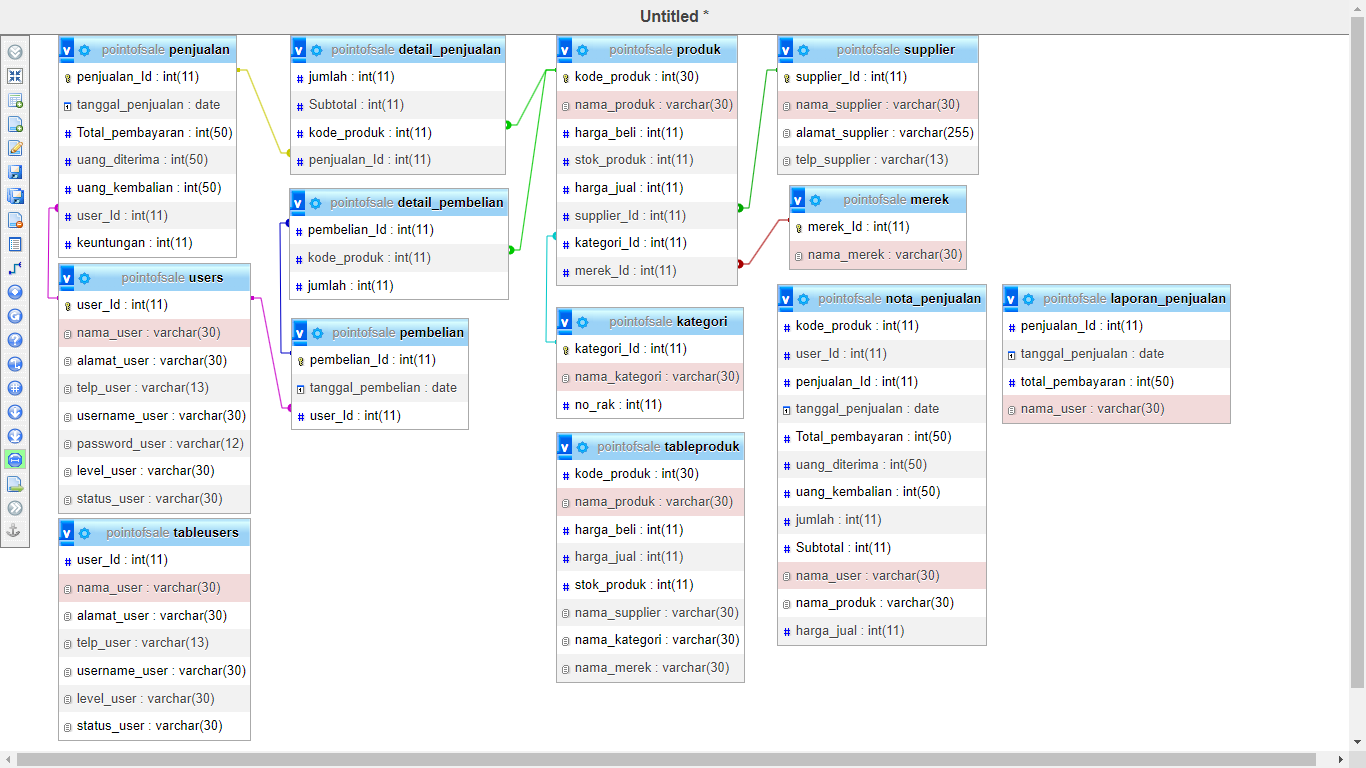 Untitled *
pointofsale penjualan
penjualan_Id : int(11)
tanggal_penjualan : date
Total_pembayaran : int(50)
uang_diterima : int(50)
uang_kembalian : int(50)
user_Id : int(11)
keuntungan : int(11)
pointofsale users
user_Id : int(11)
nama_user : varchar(30)
alamat_user : varchar(30)
telp_user : varchar(13)
username_user : varchar(30)
password_user : varchar(12)
level_user : varchar(30)
status_user : varchar(30)
pointofsale tableusers
user_Id : int(11)
nama_user : varchar(30)
alamat_user : varchar(30)
telp_user : varchar(13)
username_user : varchar(30)
level_user : varchar(30)
status_user : varchar(30)
pointofsale detail_penjualan
jumlah : int(11)
Subtotal : int(11)
kode_produk : int(11)
penjualan_Id : int(11)
pointofsale detail_pembelian
pembelian_Id : int(11)
kode_produk : int(11)
jumlah : int(11)
pointofsale pembelian
pembelian_Id : int(11)
tanggal_pembelian : date
user_Id : int(11)
pointofsale produk
kode_produk : int(30)
nama_produk : varchar(30)
harga_beli : int(11)
stok_produk : int(11)
harga_jual : int(11)
supplier_Id : int(11)
kategori_Id : int(11)
merek_Id : int(11)
pointofsale kategori
kategori_Id : int(11)
nama_kategori : varchar(30)
no_rak : int(11)
pointofsale tableproduk
kode_produk : int(30)
nama_produk : varchar(30)
harga_beli : int(11)
harga_jual : int(11)
stok_produk : int(11)
nama_supplier : varchar(30)
nama_kategori : varchar(30)
nama_merek : varchar(30)
pointofsale supplier
supplier_Id : int(11)
nama_supplier : varchar(30)
alamat_supplier : varchar(255)
telp_supplier : varchar(13)
pointofsale merek
merek_Id : int(11)
nama_merek : varchar(30)
pointofsale nota_penjualan
kode_produk : int(11)
user_Id : int(11)
penjualan_Id : int(11)
tanggal_penjualan : date
Total_pembayaran : int(50)
uang_diterima : int(50)
uang_kembalian : int(50)
jumlah : int(11)
Subtotal : int(11)
nama_user : varchar(30)
nama_produk : varchar(30)
harga_jual : int(11)
pointofsale laporan_penjualan
penjualan_Id : int(11)
tanggal_penjualan : date
total_pembayaran : int(50)
nama_user : varchar(30)